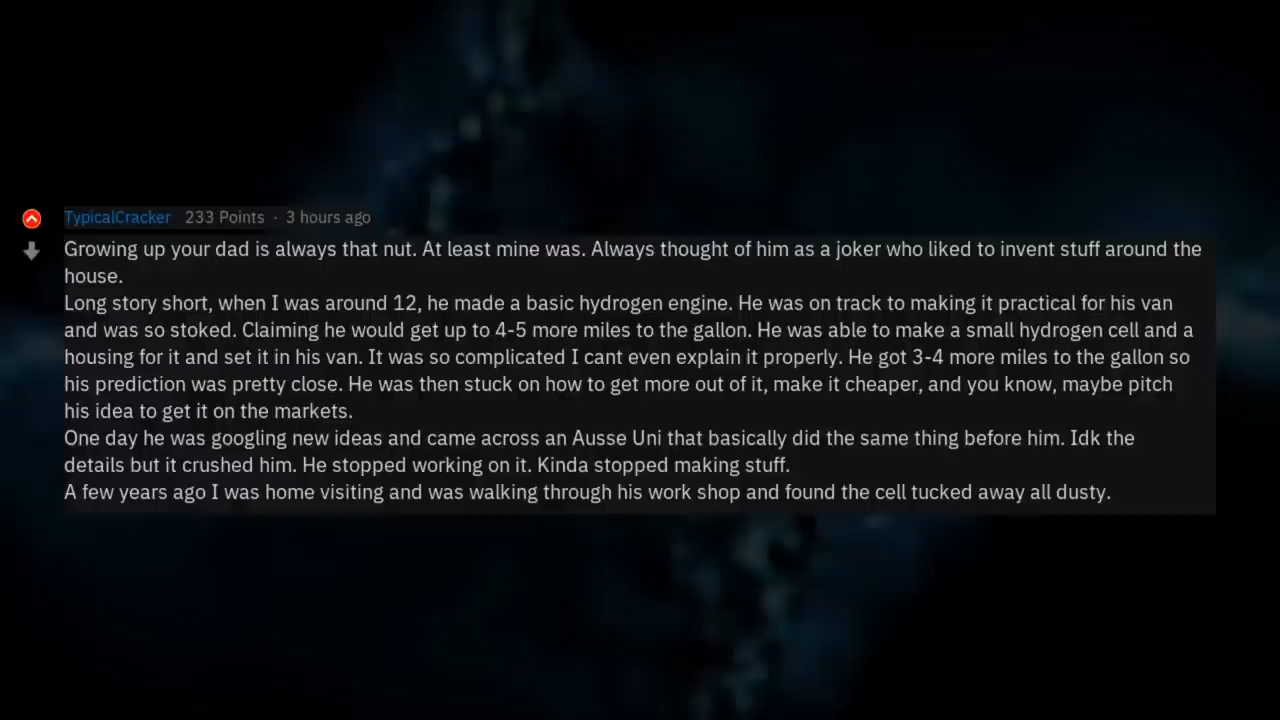 TypicalCracker 233 Points · 3 hours ago
Growing up your dad is always that nut. At least mine was. Always thought of him as a joker who liked to invent stuff around the
house.
Long story short, when I was around 12, he made a basic hydrogen engine. He was on track to making it practical for his van
and was so stoked. Claiming he would get up to 4-5 more miles to the gallon. He was able to make a small hydrogen cell and a
housing for it and set it in his van. It was so complicated I cant even explain it properly. He got 3-4 more miles to the gallon so
his prediction was pretty close. He was then stuck on how to get more out of it, make it cheaper, and you know, maybe pitch
his idea to get it on the markets.
One day he was googling new ideas and came across an Ausse Uni that basically did the same thing before him. Idk the
details but it crushed him. He stopped working on it. Kinda stopped making stuff.
A few years ago I was home visiting and was walking through his work shop and found the cell tucked away all dusty.